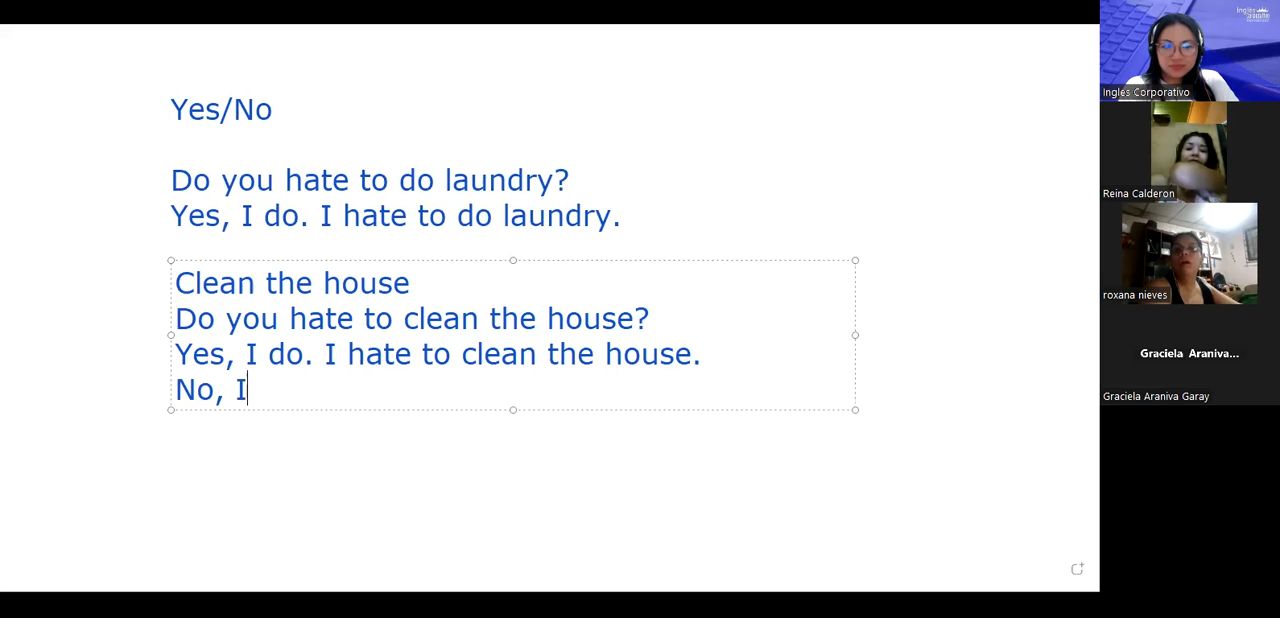 Yes/No
Do you hate to do laundry?
Yes, I do. I hate to do laundry.
Clean the house
Do you hate to clean the house?
Yes, I do. I hate to clean the house.
No, I
Ingles Corporativo
Reina Calderon
roxana nieves
Graciela Araniva...
Graciela Araniva Garay